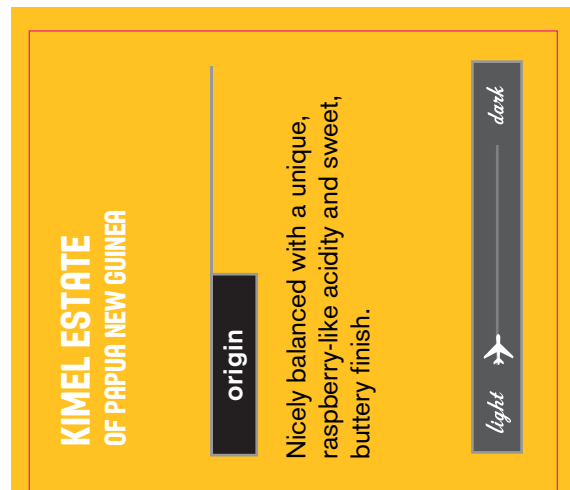 KIMEL ESTATE
OF PAPUA NEW GUINEA
origin
Nicely balanced with a unique,
raspberry-like acidity and sweet,
buttery finish.
light dark